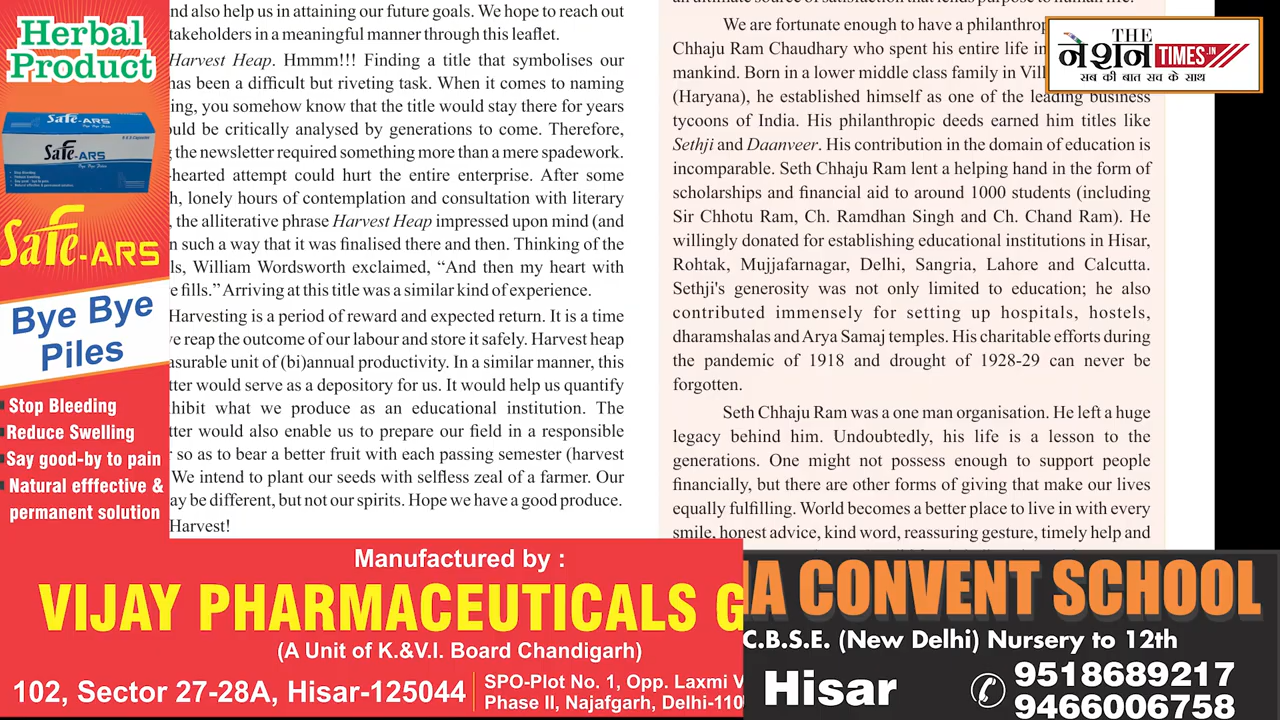 Herbal
Product
Safe-ARS
Bye Bye Piles
Safe-ARS
Bye Bye Piles
Safe-ARS
Bye Bye
Piles
Stop Bleeding
Reduce Swelling
Say good-by to pain
Natural efffective &
permanent solution
nd also help us in attaining our future goals. We hope to reach out
takeholders in a meaningful manner through this leaflet.
Harvest Heap. Hmmm!!! Finding a title that symbolises our
has been a difficult but riveting task. When it comes to naming
ing, you somehow know that the title would stay there for years
uld be critically analysed by generations to come. Therefore,
the newsletter required something more than a mere spadework.
-hearted attempt could hurt the entire enterprise. After some
h, lonely hours of contemplation and consultation with literary
, the alliterative phrase Harvest Heap impressed upon mind (and
n such a way that it was finalised there and then. Thinking of the
ls, William Wordsworth exclaimed, “And then my heart with
e fills.” Arriving at this title was a similar kind of experience.
Harvesting is a period of reward and expected return. It is a time
e reap the outcome of our labour and store it safely. Harvest heap
asurable unit of (bi)annual productivity. In a similar manner, this
tter would serve as a depository for us. It would help us quantify
hibit what we produce as an educational institution. The
tter would also enable us to prepare our field in a responsible
so as to bear a better fruit with each passing semester (harvest
We intend to plant our seeds with selfless zeal of a farmer. Our
ay be different, but not our spirits. Hope we have a good produce.
Harvest!
We are fortunate enough to have a philanthrop
Chhaju Ram Chaudhary who spent his entire life in
mankind. Born in a lower middle class family in Vill
(Haryana), he established himself as one of the leading business
tycoons of India. His philanthropic deeds earned him titles like
Sethji and Daanveer. His contribution in the domain of education is
incomparable. Seth Chhaju Ram lent a helping hand in the form of
scholarships and financial aid to around 1000 students (including
Sir Chhotu Ram, Ch. Ramdhan Singh and Ch. Chand Ram). He
willingly donated for establishing educational institutions in Hisar,
Rohtak, Mujjafarnagar, Delhi, Sangria, Lahore and Calcutta.
Sethji's generosity was not only limited to education; he also
contributed immensely for setting up hospitals, hostels,
dharamshalas and Arya Samaj temples. His charitable efforts during
the pandemic of 1918 and drought of 1928-29 can never be
forgotten.
Seth Chhaju Ram was a one man organisation. He left a huge
legacy behind him. Undoubtedly, his life is a lesson to the
generations. One might not possess enough to support people
financially, but there are other forms of giving that make our lives
equally fulfilling. World becomes a better place to live in with every
smile, honest advice, kind word, reassuring gesture, timely help and
THE
नेशन TIMES.IN
सब की बात सच के साथ
Manufactured by :
VIJAY PHARMACEUTICALS G
(A Unit of K.&V.I. Board Chandigarh)
102, Sector 27-28A, Hisar-125044
SPO-Plot No. 1, Opp. Laxmi V
Phase II, Najafgarh, Delhi-110
NA CONVENT SCHOOL
C.B.S.E. (New Delhi) Nursery to 12th
Hisar
9518689217
9466006758